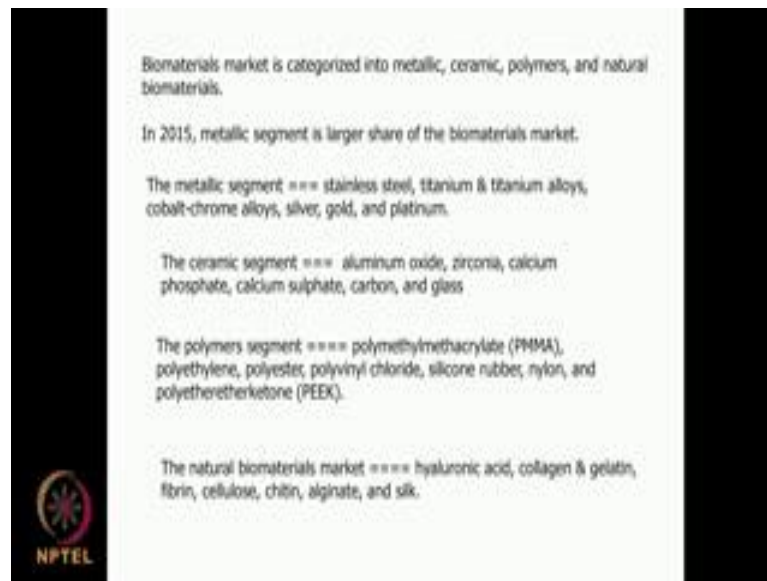 Biomaterials market is categorized into metallic, ceramic, polymers, and natural
biomaterials.
In 2015, metallic segment is larger share of the biomaterials market.
The metallic segment === stainless steel, titanium & titanium alloys,
cobalt-chrome alloys, silver, gold, and platinum.
The ceramic segment === aluminum oxide, zirconia, calcium
phosphate, calcium sulphate, carbon, and glass
The polymers segment ==== polymethylmethacrylate (PMMA),
polyethylene, polyester, polyvinyl chloride, silicone rubber, nylon, and
polyetheretherketone (PEEK).
The natural biomaterials market ==== hyaluronic acid, collagen & gelatin,
fibrin, cellulose, chitin, alginate, and silk.
NPTEL